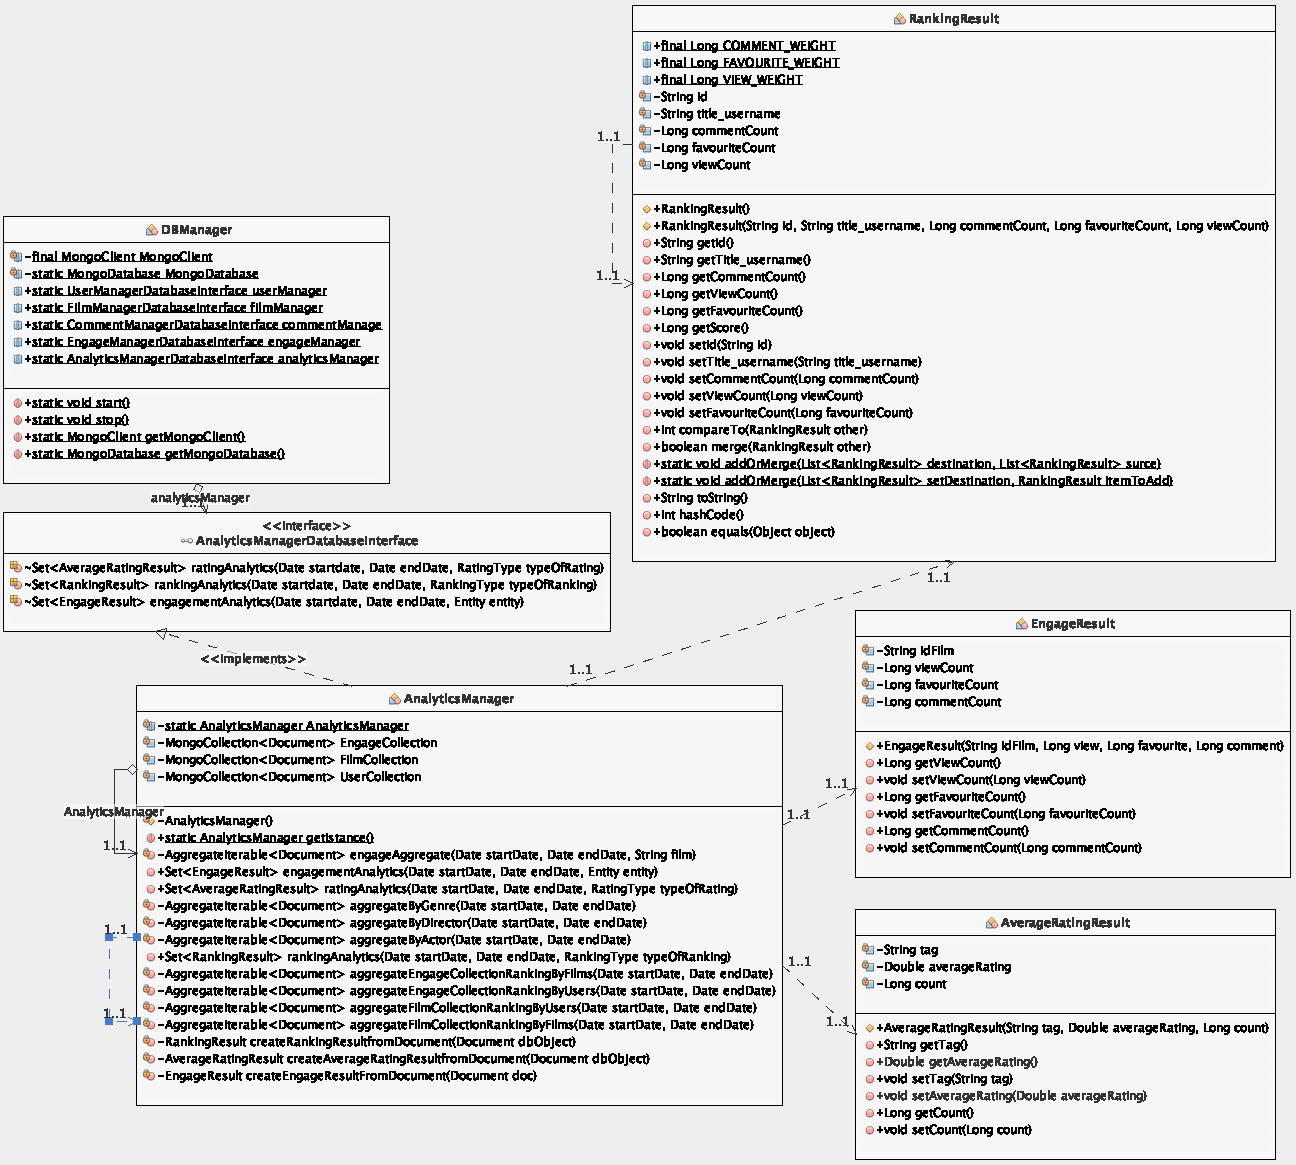 RankingResult
+final Long COMMENT_WEIGHT
+final Long FAVOURITE_WEIGHT
+final Long VIEW_WEIGHT
-String id
-String title_username
-Long commentCount
-Long favouriteCount
-Long viewCount
+RankingResult()
+RankingResult(String id, String title_username, Long commentCount, Long favouriteCount, Long viewCount)
+String getId()
+String getTitle_username()
+Long getCommentCount()
+Long getViewCount()
+Long getFavouriteCount()
+Long getScore()
+void setId(String id)
+void setTitle_username(String title_username)
+void setCommentCount(Long commentCount)
+void setViewCount(Long viewCount)
+void setFavouriteCount(Long favouriteCount)
+int compareTo(RankingResult other)
+boolean merge(RankingResult other)
+static void addOrMerge(List<RankingResult> destination, List<RankingResult> surce)
+static void addOrMerge(List<RankingResult> setDestination, RankingResult itemToAdd)
+String toString()
+int hashCode()
+boolean equals(Object object)
1..1
1..1
DBManager
-final MongoClient MongoClient
-static MongoDatabase MongoDatabase
+static UserManagerDatabaseInterface userManager
+static FilmManagerDatabaseInterface filmManager
+static CommentManagerDatabaseInterface commentManage
+static EngageManagerDatabaseInterface engageManager
+static AnalyticsManagerDatabaseInterface analyticsManager
+static void start()
+static void stop()
+static MongoClient getMongoClient()
+static MongoDatabase getMongoDatabase()
analyticsManager
1..1
<<interface>>
AnalyticsManagerDatabaseInterface
~Set<AverageRatingResult> ratingAnalytics(Date startdate, Date endDate, RatingType typeOfRating)
~Set<RankingResult> rankingAnalytics(Date startdate, Date endDate, RankingType typeOfRanking)
~Set<EngageResult> engagementAnalytics(Date startdate, Date endDate, Entity entity)
<<implements>>
1..1
1..1
AnalyticsManager
-static AnalyticsManager AnalyticsManager
-MongoCollection<Document> EngageCollection
-MongoCollection<Document> FilmCollection
-MongoCollection<Document> UserCollection
-AnalyticsManager()
+static AnalyticsManager getIstance()
-AggregateIterable<Document> engageAggregate(Date startDate, Date endDate, String film)
+Set<EngageResult> engagementAnalytics(Date startDate, Date endDate, Entity entity)
+Set<AverageRatingResult> ratingAnalytics(Date startDate, Date endDate, RatingType typeOfRating)
-AggregateIterable<Document> aggregateByGenre(Date startDate, Date endDate)
-AggregateIterable<Document> aggregateByDirector(Date startDate, Date endDate)
-AggregateIterable<Document> aggregateByActor(Date startDate, Date endDate)
+Set<RankingResult> rankingAnalytics(Date startDate, Date endDate, RankingType typeOfRanking)
-AggregateIterable<Document> aggregateEngageCollectionRankingByFilms(Date startDate, Date endDate)
-AggregateIterable<Document> aggregateEngageCollectionRankingByUsers(Date startDate, Date endDate)
-AggregateIterable<Document> aggregateFilmCollectionRankingByUsers(Date startDate, Date endDate)
-AggregateIterable<Document> aggregateFilmCollectionRankingByFilms(Date startDate, Date endDate)
-RankingResult createRankingResultfromDocument(Document dbObject)
-AverageRatingResult createAverageRatingResultfromDocument(Document dbObject)
-EngageResult createEngageResultFromDocument(Document doc)
AnalyticsManager
1..1
1..1
1..1
1..1
1..1
1..1
1..1
EngageResult
-String idFilm
-Long viewCount
-Long favouriteCount
-Long commentCount
+EngageResult(String idFilm, Long view, Long favourite, Long comment)
+Long getViewCount()
+void setViewCount(Long viewCount)
+Long getFavouriteCount()
+void setFavouriteCount(Long favouriteCount)
+Long getCommentCount()
+void setCommentCount(Long commentCount)
AverageRatingResult
-String tag
-Double averageRating
-Long count
+AverageRatingResult(String tag, Double averageRating, Long count)
+String getTag()
+Double getAverageRating()
+void setTag(String tag)
+void setAverageRating(Double averageRating)
+Long getCount()
+void setCount(Long count)